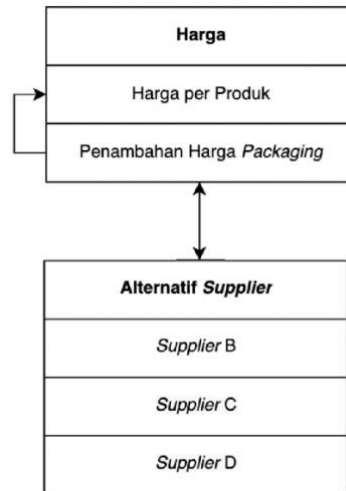 Harga
Harga per Produk
Penambahan Harga Packaging
Alternatif Supplier
Supplier B
Supplier C
Supplier D